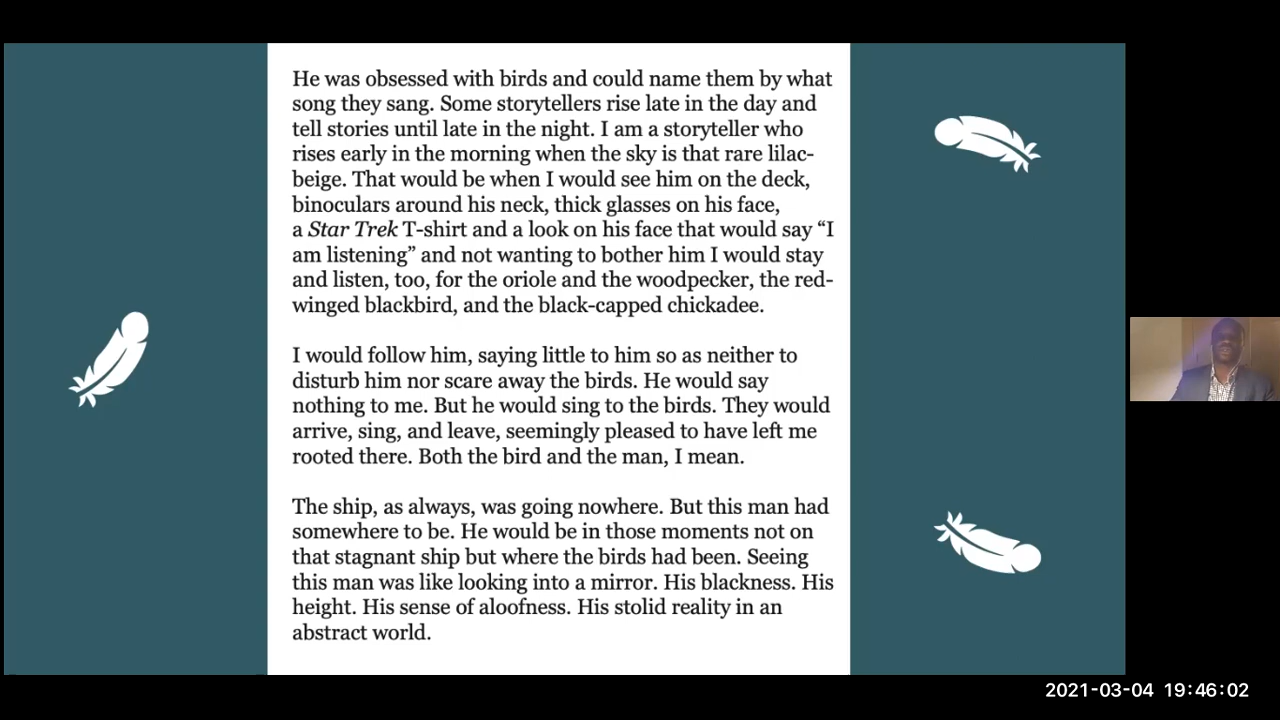 He was obsessed with birds and could name them by what
song they sang. Some storytellers rise late in the day and
tell stories until late in the night. I am a storyteller who
rises early in the morning when the sky is that rare lilac-
beige. That would be when I would see him on the deck,
binoculars around his neck, thick glasses on his face,
a Star Trek T-shirt and a look on his face that would say “I
am listening” and not wanting to bother him I would stay
and listen, too, for the oriole and the woodpecker, the red-
winged blackbird, and the black-capped chickadee.
I would follow him, saying little to him so as neither to
disturb him nor scare away the birds. He would say
nothing to me. But he would sing to the birds. They would
arrive, sing, and leave, seemingly pleased to have left me
rooted there. Both the bird and the man, I mean.
The ship, as always, was going nowhere. But this man had
somewhere to be. He would be in those moments not on
that stagnant ship but where the birds had been. Seeing
this man was like looking into a mirror. His blackness. His
height. His sense of aloofness. His stolid reality in an
abstract world.
2021-03-04 19:46:02